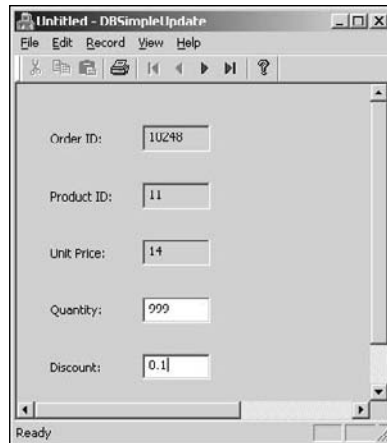 Untitled - DBSimpleUpdate
File Edit Record View Help
Order ID: 10248
Product ID: 11
Unit Price: 14
Quantity: 999
Discount: 0.1
Ready